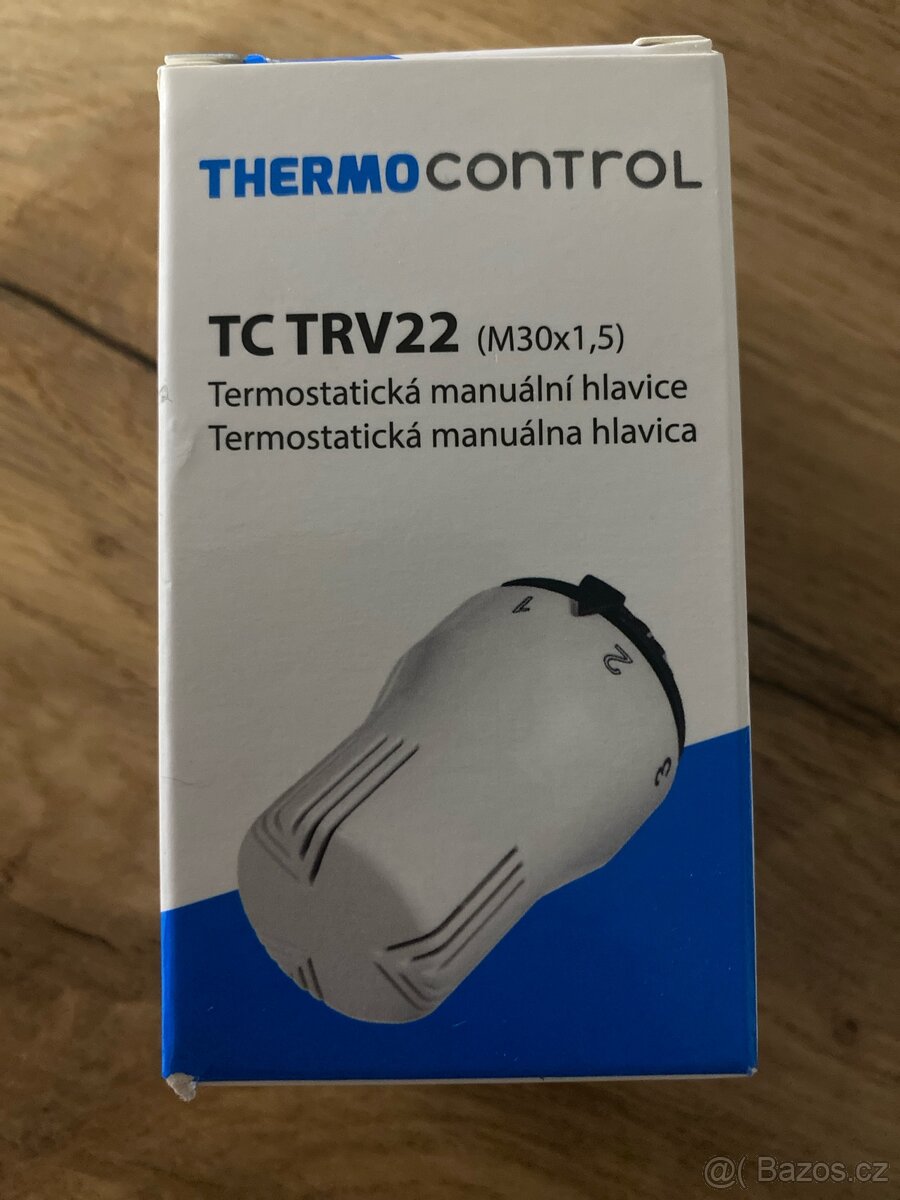 THERMOCONTROL
TC TRV22 (M30x1,5)
Termostatická manuální hlavice
Termostatická manuálna hlavica
1
2
3
@( Bazos.cz